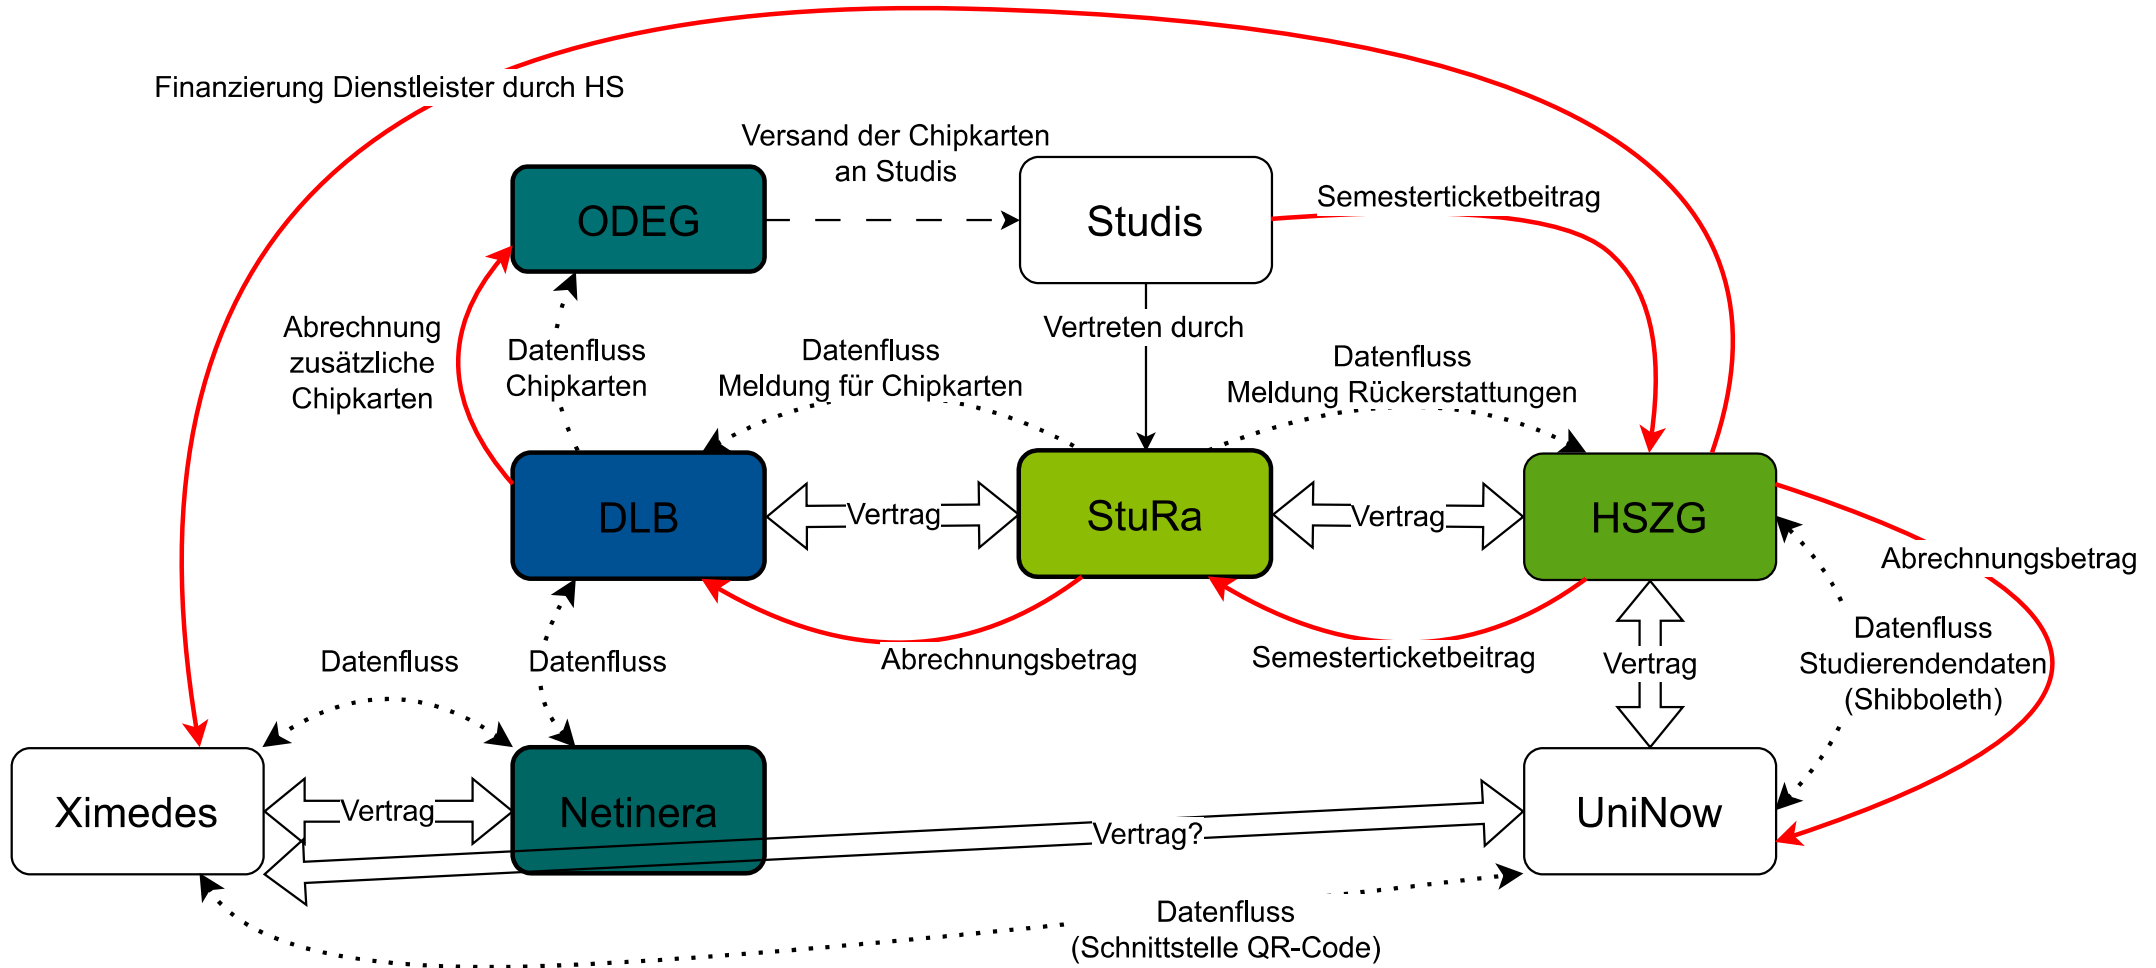 Finanzierung Dienstleister durch HS
Versand der Chipkarten
an Studis
ODEG
Studis
Semesterticketbeitrag
Abrechnung
zusätzliche
Chipkarten
Datenfluss
Chipkarten
Datenfluss
Meldung für Chipkarten
Vertreten durch
Datenfluss
Meldung Rückerstattungen
DLB
Vertrag
StuRa
Vertrag
HSZG
Abrechnungsbetrag
Datenfluss
Datenfluss
Abrechnungsbetrag
Semesterticketbeitrag
Vertrag
Datenfluss
Studierendendaten
(Shibboleth)
Ximedes
Vertrag
Netinera
Vertrag?
UniNow
Datenfluss
(Schnittstelle QR-Code)